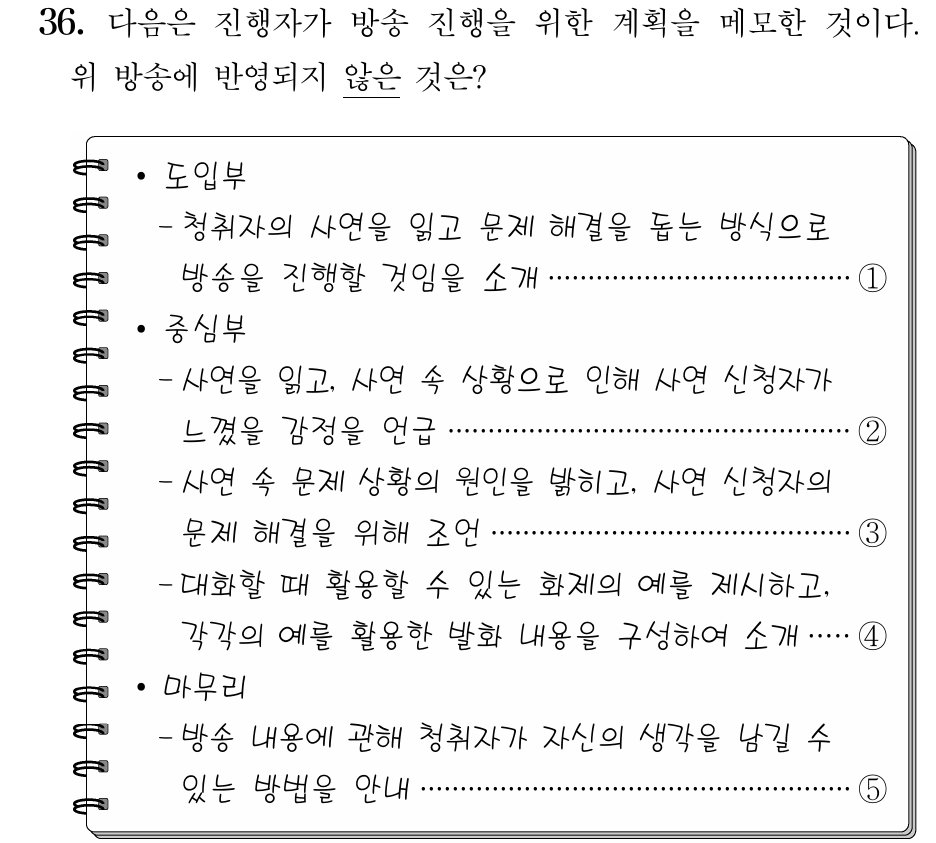 36. 다음은 진행자가 방송 진행을 위한 계획을 메모한 것이다.
위 방송에 반영되지 않은 것은?
• 도입부
- 청취자의 사연을 읽고 문제 해결을 돕는 방식으로
방송을 진행할 것임을 소개 ⋯⋯⋯⋯⋯⋯⋯⋯⋯⋯⋯⋯ ①
• 중심부
- 사연을 읽고, 사연 속 상황으로 인해 사연 신청자가
느꼈을 감정을 언급 ⋯⋯⋯⋯⋯⋯⋯⋯⋯⋯⋯⋯⋯⋯ ②
- 사연 속 문제 상황의 원인을 밝히고, 사연 신청자의
문제 해결을 위해 조언 ⋯⋯⋯⋯⋯⋯⋯⋯⋯⋯⋯⋯⋯ ③
- 대화할 때 활용할 수 있는 화제의 예를 제시하고,
각각의 예를 활용한 발화 내용을 구성하여 소개 ⋯⋯ ④
• 마무리
- 방송 내용에 관해 청취자가 자신의 생각을 남길 수
있는 방법을 안내 ⋯⋯⋯⋯⋯⋯⋯⋯⋯⋯⋯⋯⋯⋯⋯ ⑤